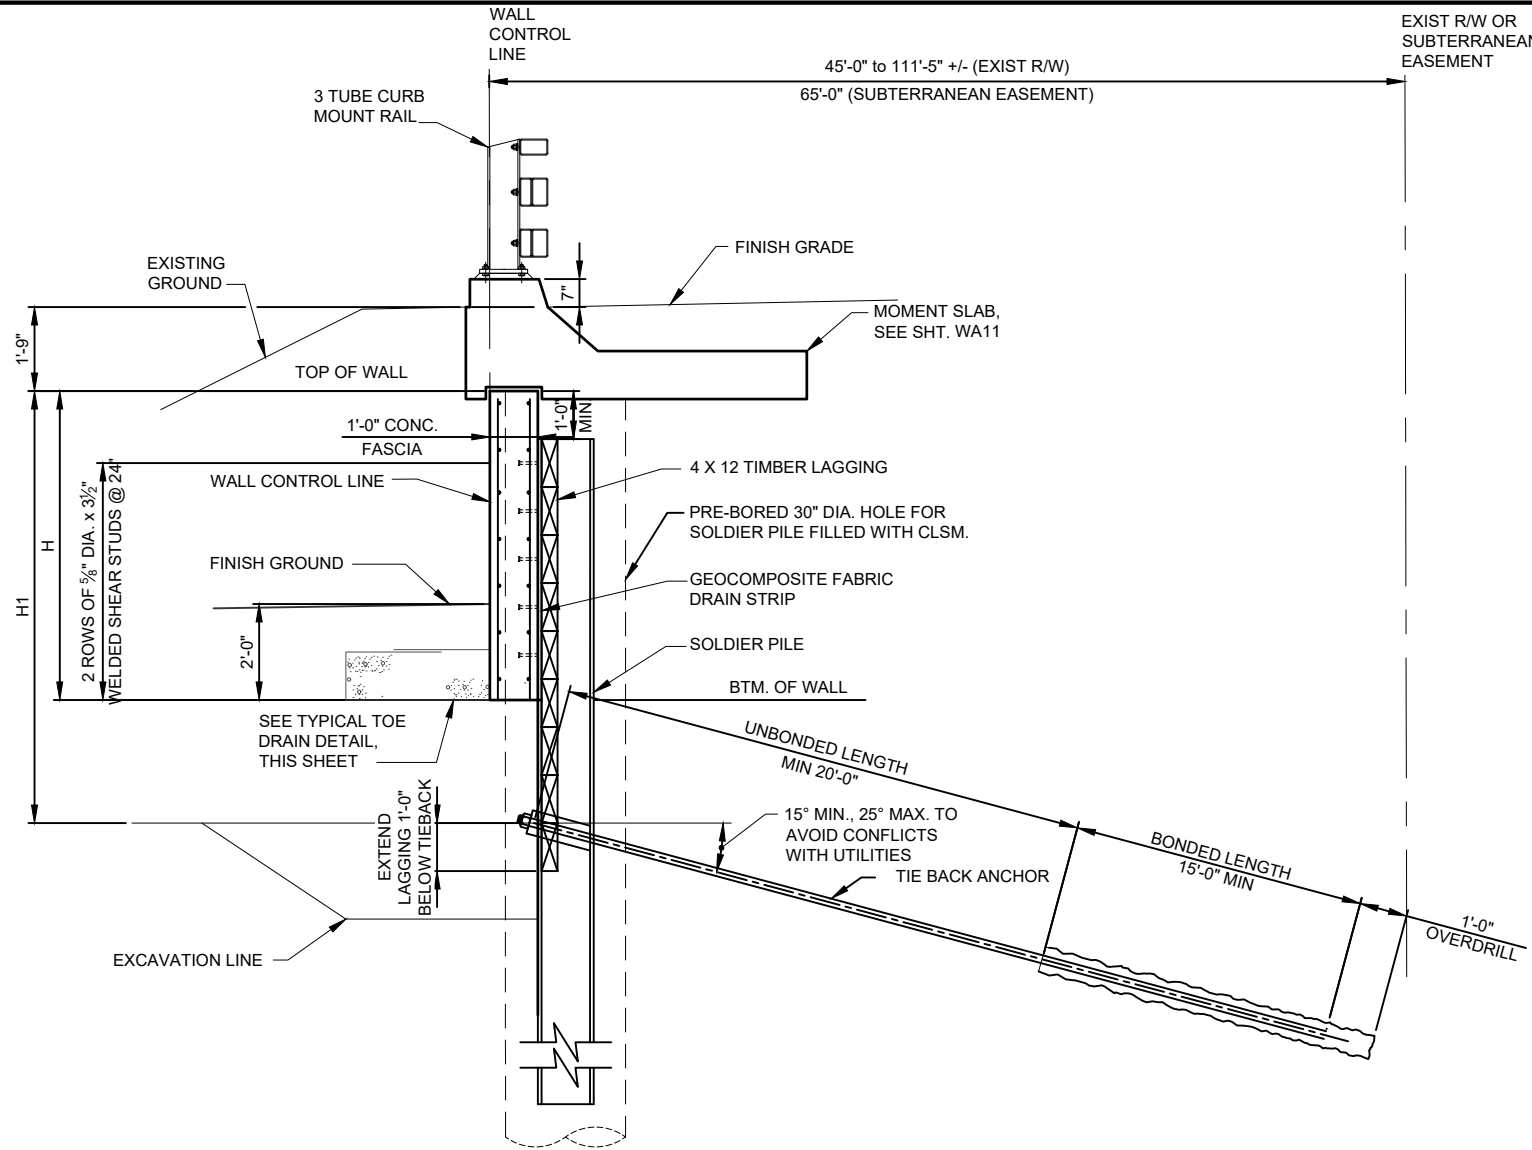 WALL
CONTROL
LINE
EXIST R/W OR
SUBTERRANEAN
EASEMENT
45'-0" to 111'-5" +/- (EXIST R/W)
65'-0" (SUBTERRANEAN EASEMENT)
3 TUBE CURB
MOUNT RAIL
EXISTING
GROUND
FINISH GRADE
7"
MOMENT SLAB,
SEE SHT. WA11
1'-9"
TOP OF WALL
1'-0"
MIN
1'-0" CONC.
FASCIA
WALL CONTROL LINE
4 X 12 TIMBER LAGGING
PRE-BORED 30" DIA. HOLE FOR
SOLDIER PILE FILLED WITH CLSM.
H1
H
2 ROWS OF 5/8" DIA. x 3½"
WELDED SHEAR STUDS @ 24"
FINISH GROUND
GEOCOMPOSITE FABRIC
DRAIN STRIP
2'-0"
SOLDIER PILE
BTM. OF WALL
SEE TYPICAL TOE
DRAIN DETAIL,
THIS SHEET
UNBONDED LENGTH
MIN 20'-0"
EXTEND
LAGGING 1'-0"
BELOW TIEBACK
15° MIN., 25° MAX. TO
AVOID CONFLICTS
WITH UTILITIES
BONDED LENGTH
15'-0" MIN
TIE BACK ANCHOR
1'-0"
OVERDRILL
EXCAVATION LINE